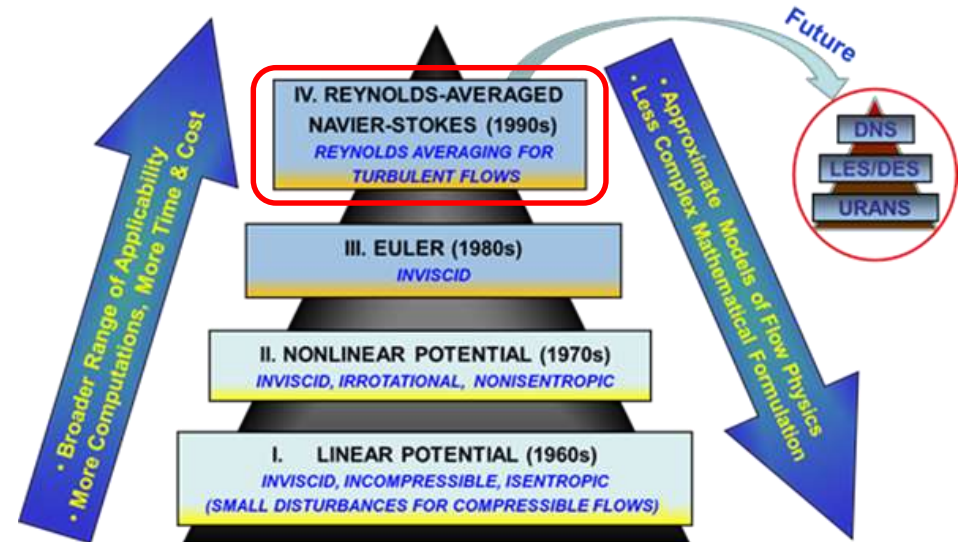 IV. REYNOLDS-AVERAGED
NAVIER-STOKES (1990s)
REYNOLDS AVERAGING FOR
TURBULENT FLOWS
III. EULER (1980s)
INVISCID
II. NONLINEAR POTENTIAL (1970s)
INVISCID, IRROTATIONAL, NONISENTROPIC
I. LINEAR POTENTIAL (1960s)
INVISCID, INCOMPRESSIBLE, ISENTROPIC
(SMALL DISTURBANCES FOR COMPRESSIBLE FLOWS)
• Broader Range of Applicability
• More Computations, More Time & Cost
• Approximate Models of Flow Physics
• Less Complex Mathematical Formulation
Future
DNS
LES/DES
URANS